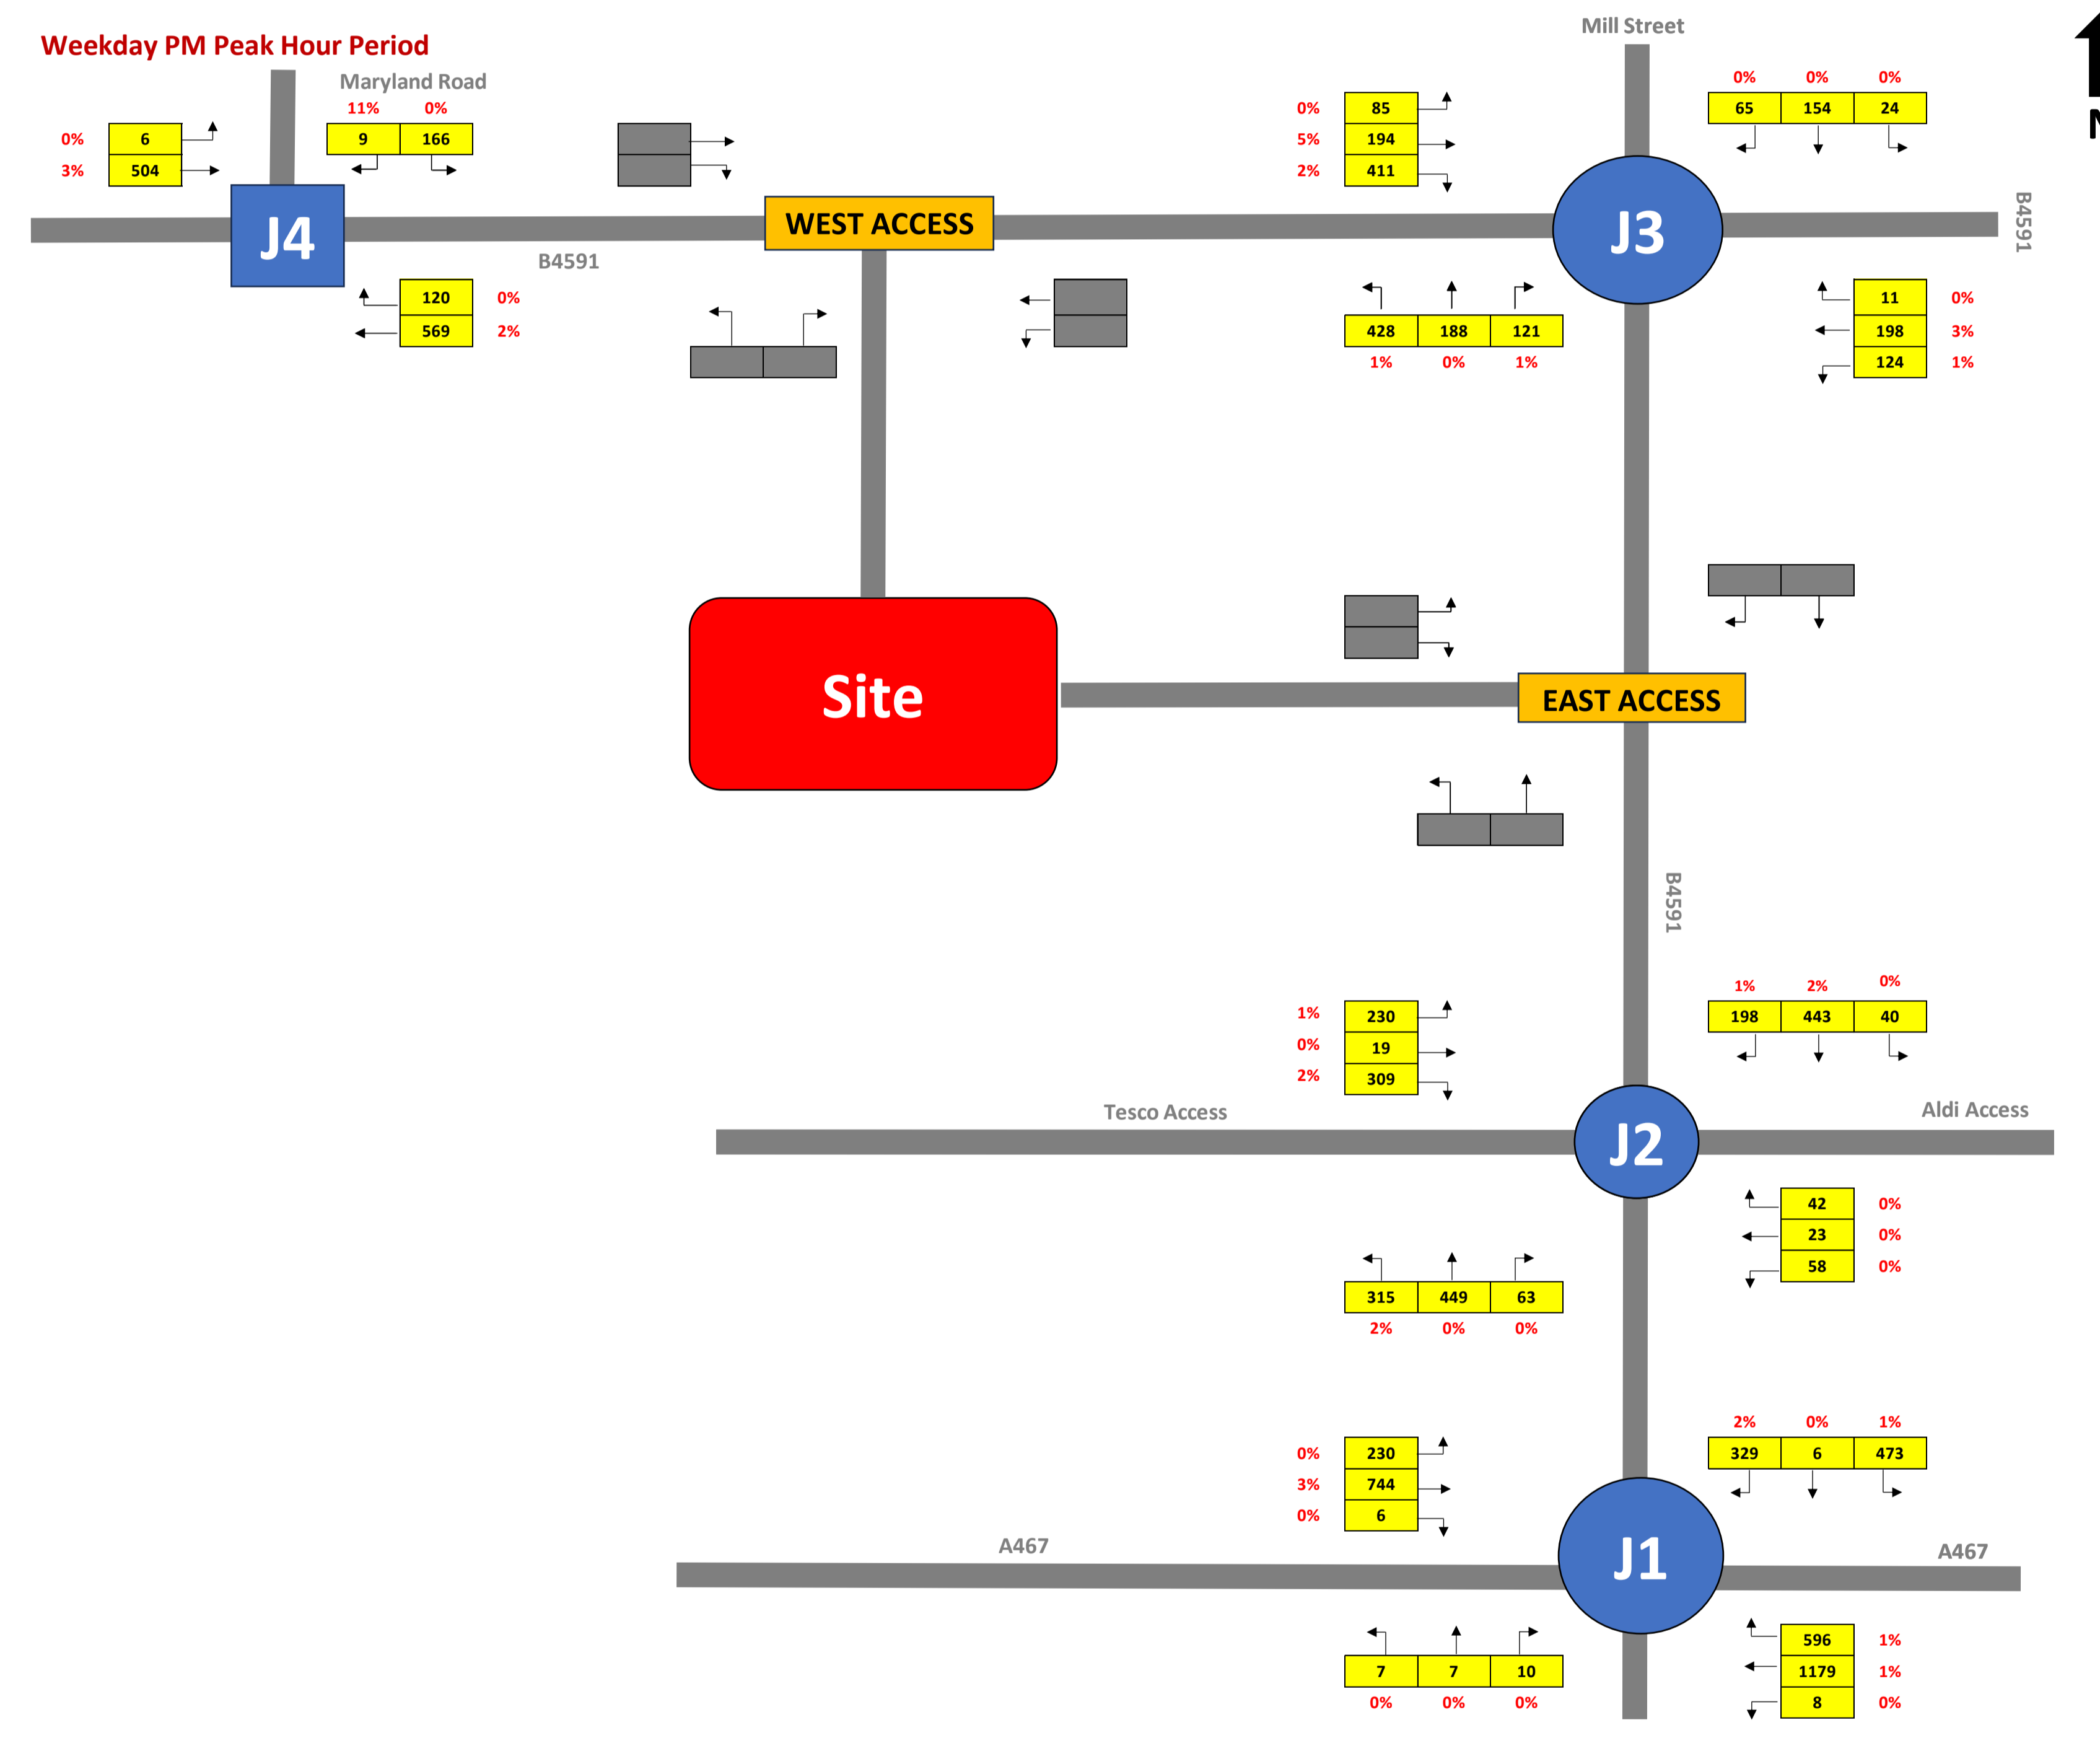 Mill Street
Weekday PM Peak Hour Period
Maryland Road
11% 0%
0% 6
9 166
3% 504
0% 85
5% 194
2% 411
0% 0% 0%
65 154 24
J4
WEST ACCESS
J3
B4591
B4591
120 0%
569 2%
428 188 121
1% 0% 1%
11 0%
198 3%
124 1%
Site
EAST ACCESS
B4591
1% 230
0% 19
2% 309
1% 2% 0%
198 443 40
Tesco Access
Aldi Access
J2
42 0%
23 0%
58 0%
315 449 63
2% 0% 0%
0% 230
3% 744
0% 6
2% 0% 1%
329 6 473
A467
A467
J1
7 7 10
0% 0% 0%
596 1%
1179 1%
8 0%